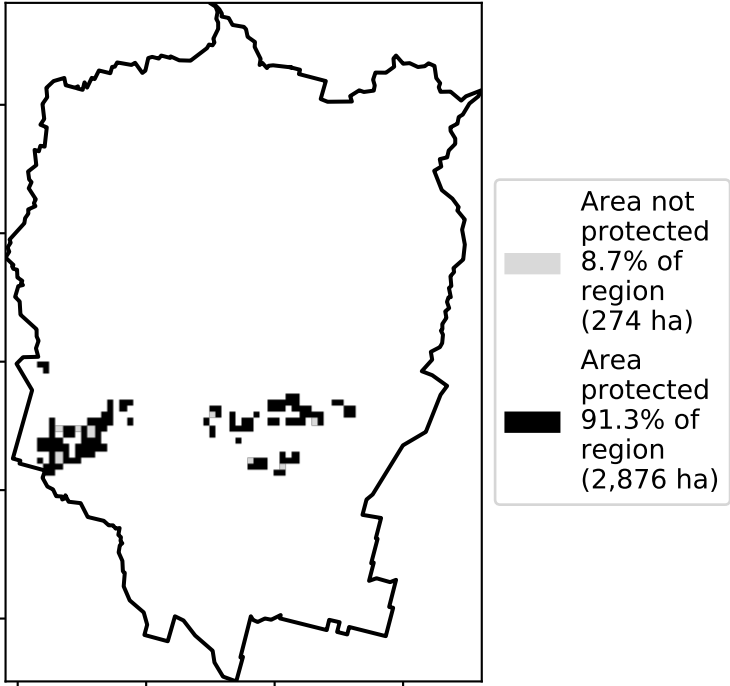 Area not
protected
8.7% of
region
(274 ha)
Area
protected
91.3% of
region
(2,876 ha)